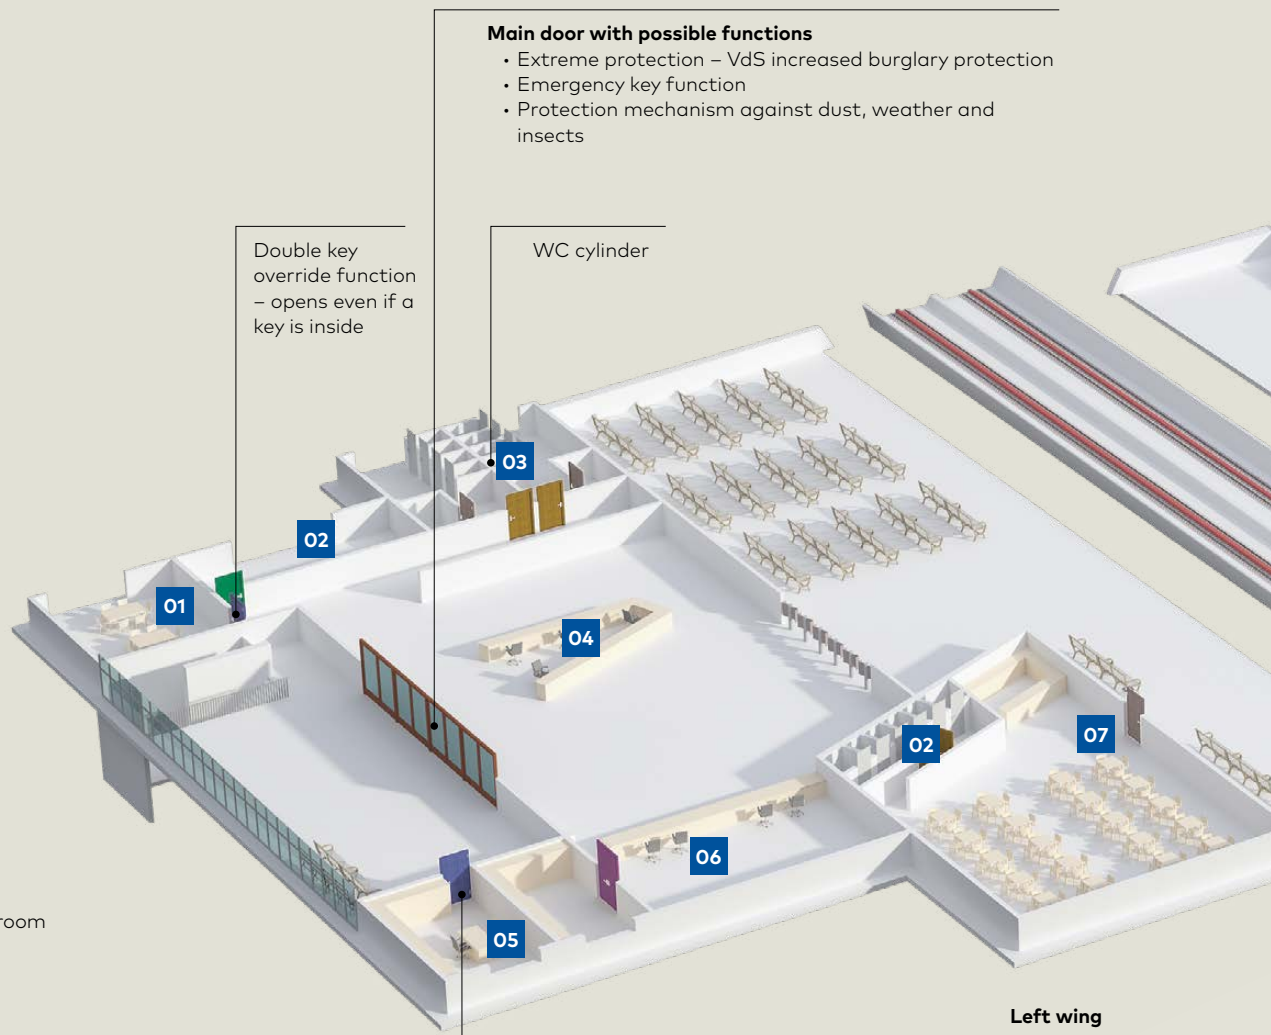 Main door with possible functions
• Extreme protection – VdS increased burglary protection
• Emergency key function
• Protection mechanism against dust, weather and
insects
Double key
override function
– opens even if a
key is inside
WC cylinder
03
02
01
04
02
07
06
05
room
Left wing